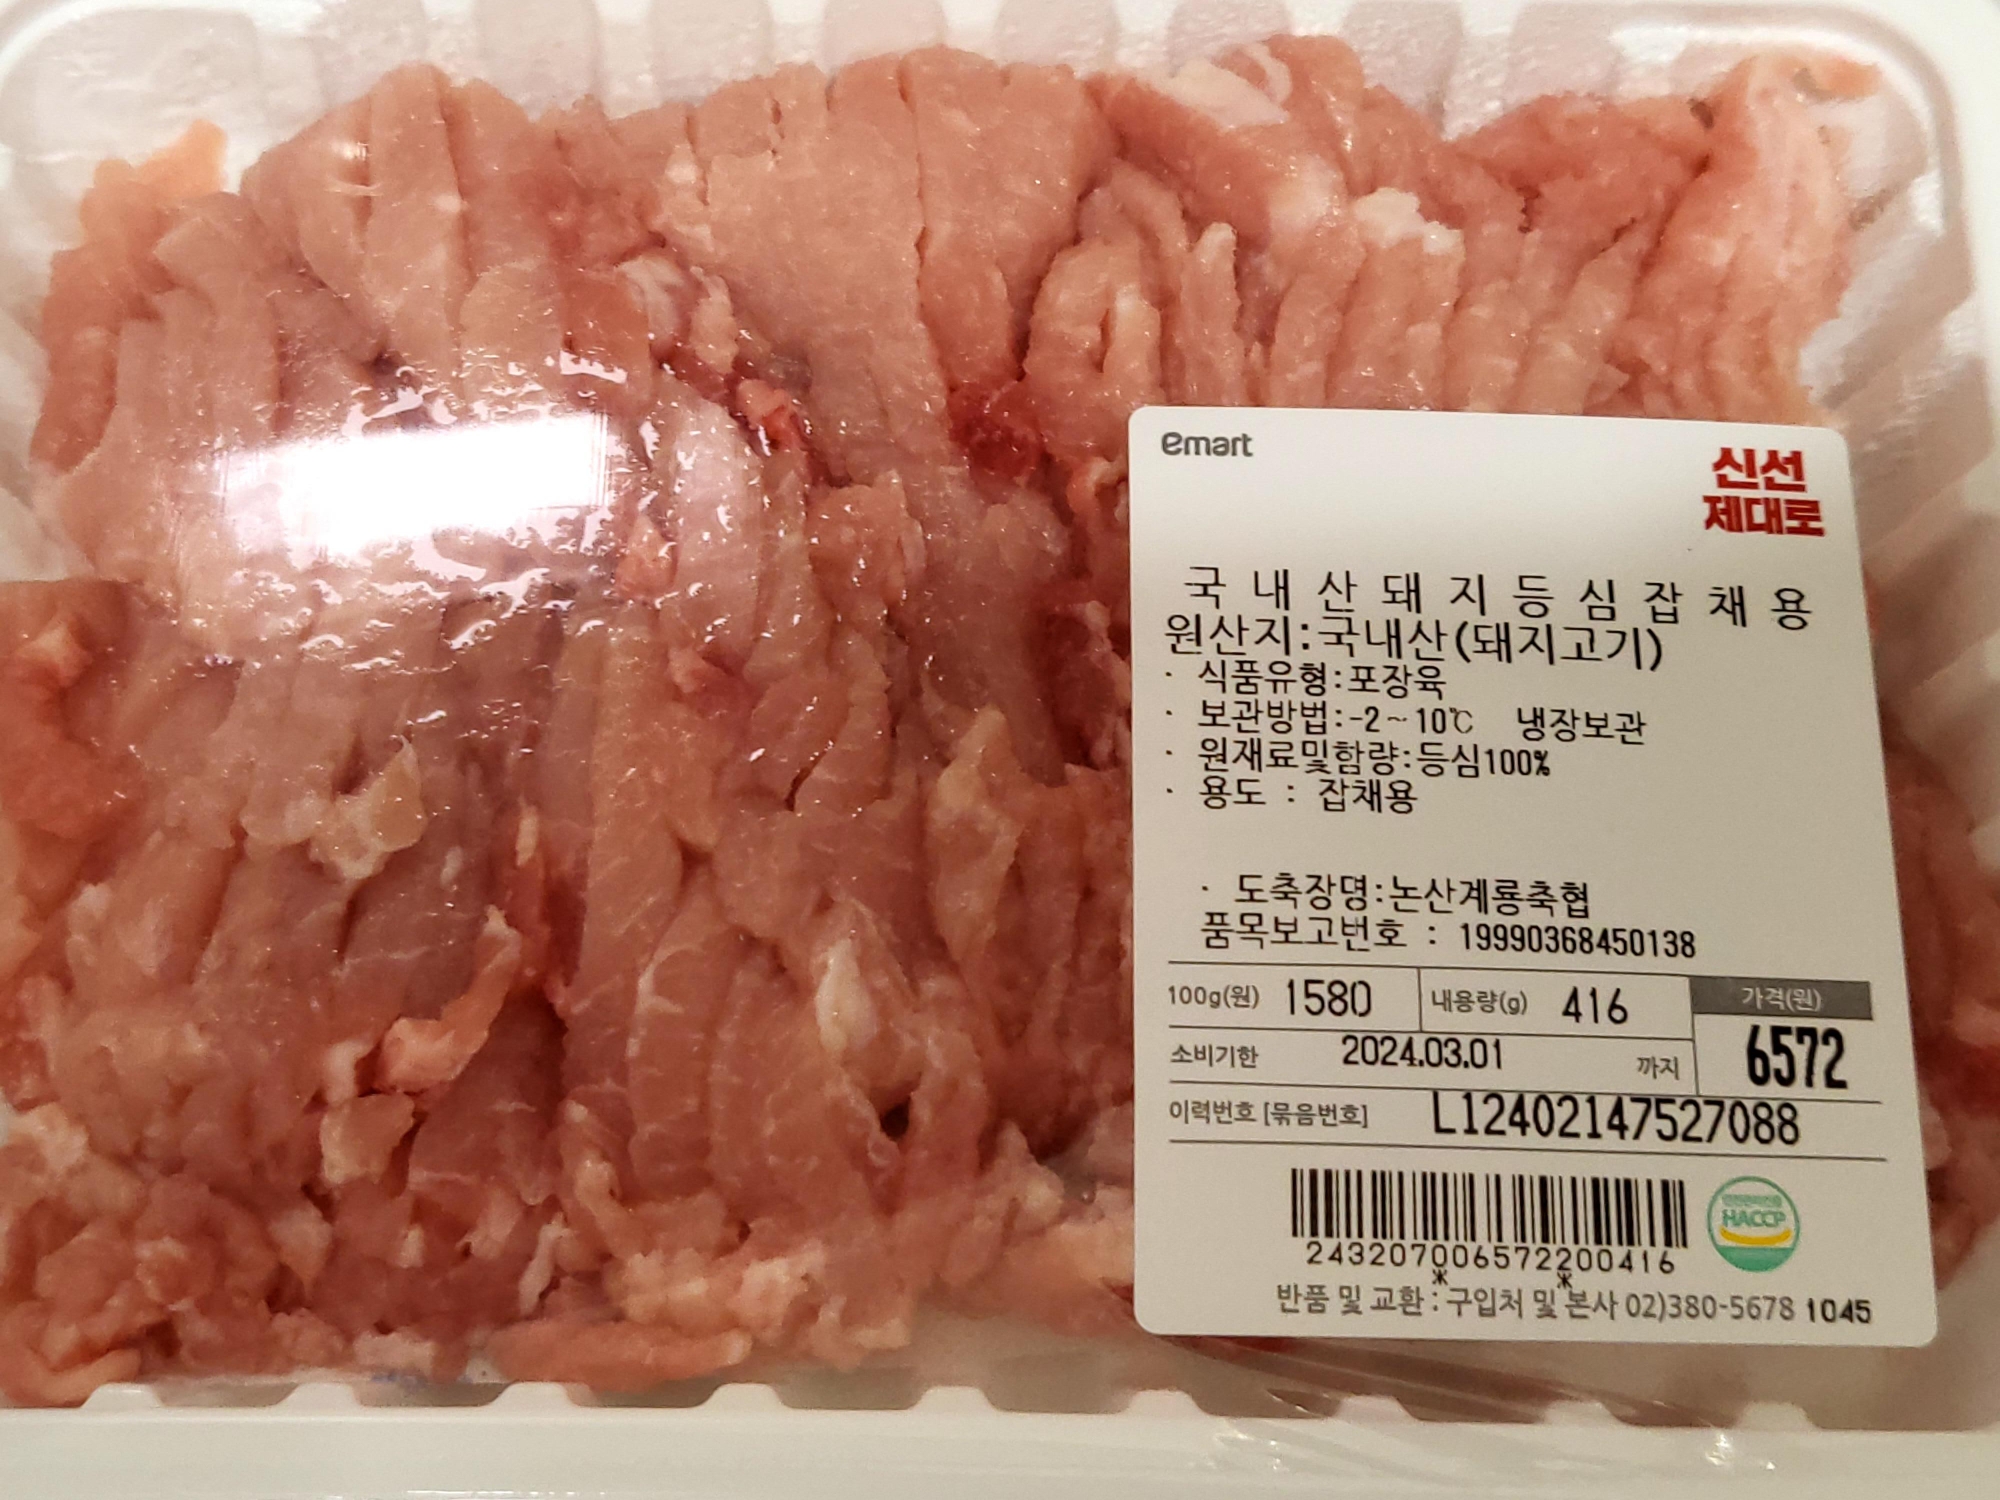 emart
신선
제대로
국내산돼지등심잡채용
원산지:국내산(돼지고기)
· 식품유형:포장육
· 보관방법:-2~10℃ 냉장보관
· 원재료및함량:등심100%
· 용도 : 잡채용
· 도축장명:논산계룡축협
품목보고번호 : 19990368450138
100g(원) 1580 내용량(g) 416 가격(원)
6572
소비기한 2024.03.01 까지
이력번호 [묶음번호] L12402147527088
HACCP
243207006572200416
반품 및 교환 : 구입처 및 본사 02)380-5678 1045